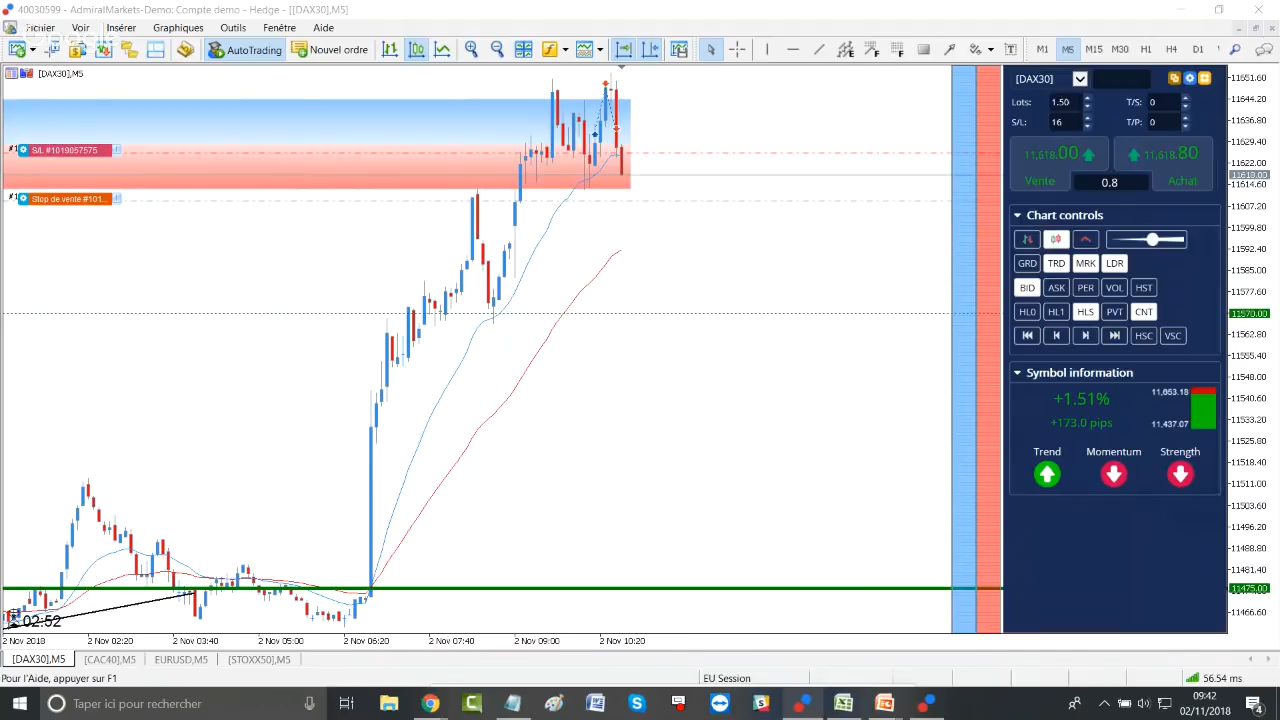 40030599 - AdmiralMarkets-Demo: Compte demo - Hedge - [[DAX30],M5]
Fichier Voir Insérer Graphiques Outils Fenêtre Aide
AutoTrading Nouvel ordre M1 M5 M15 M30 H1 H4 D1
[DAX30],M5
S/L #1019057575
Stop de vente #101...
02:52
2 Nov 2018 2 Nov 02:20 2 Nov 03:40 2 Nov 05:00 2 Nov 06:20 2 Nov 07:40 2 Nov 09:00 2 Nov 10:20
11651.60
11644.20
11636.80
11629.40
11622.00
11618.00
11614.60
11607.20
11599.80
11592.40
11585.00
11577.60
11570.00
11562.80
11555.40
11548.00
11540.60
11533.20
11525.80
11518.40
11511.00
11503.60
11496.20
11488.80
11481.40
11475.00
11466.60
[DAX30]
Lots: 1.50 T/S: 0
S/L: 16 T/P: 0
11,618.00 11,618.80
Vente 0.8 Achat
Chart controls
GRD TRD MRK LDR
BID ASK PER VOL HST
HL0 HL1 HLS PVT CNT
HSC VSC
Symbol information
+1.51%
+173.0 pips
11,653.18
11,437.07
Trend Momentum Strength
[DAX30],M5 [CAC40],M5 EURUSD,M5 [STOXX50],M5
Pour l'Aide, appuyer sur F1 EU Session 56.54 ms
Taper ici pour rechercher
09:42
02/11/2018
4